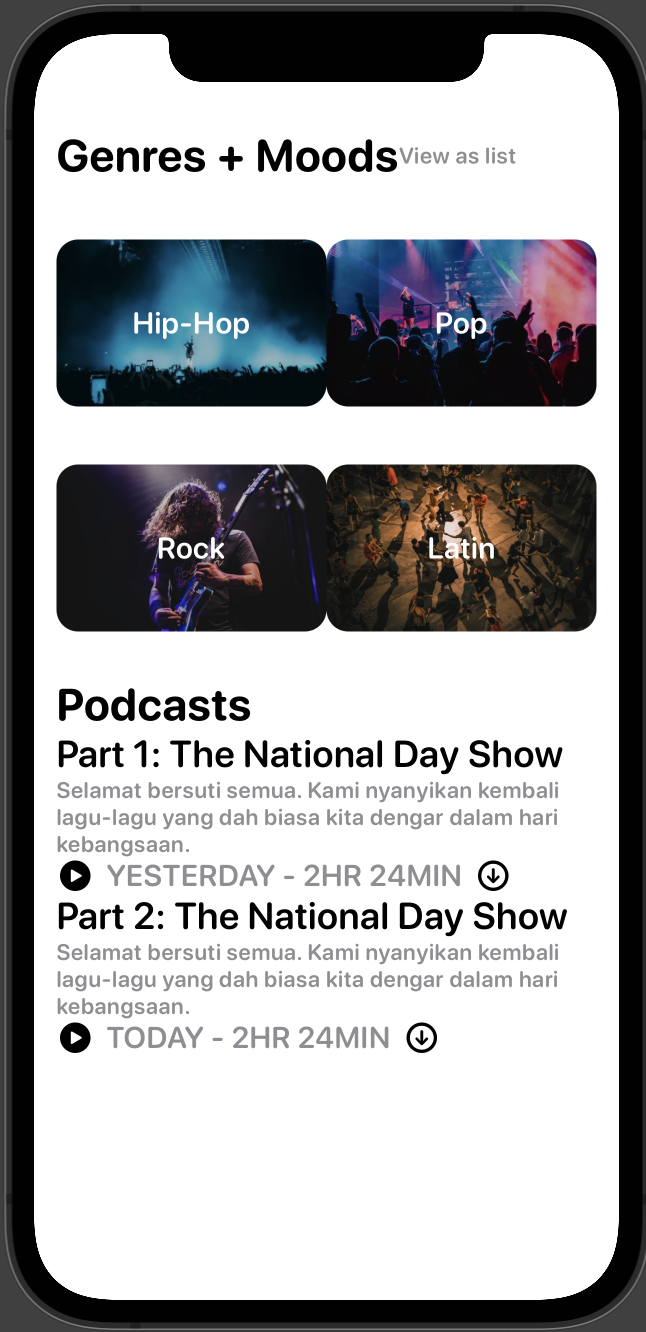 Genres + Moods View as list
Hip-Hop
Pop
Rock
Latin
Podcasts
Part 1: The National Day Show
Selamat bersuti semua. Kami nyanyikan kembali
lagu-lagu yang dah biasa kita dengar dalam hari
kebangsaan.
YESTERDAY - 2HR 24MIN
Part 2: The National Day Show
Selamat bersuti semua. Kami nyanyikan kembali
lagu-lagu yang dah biasa kita dengar dalam hari
kebangsaan.
TODAY - 2HR 24MIN